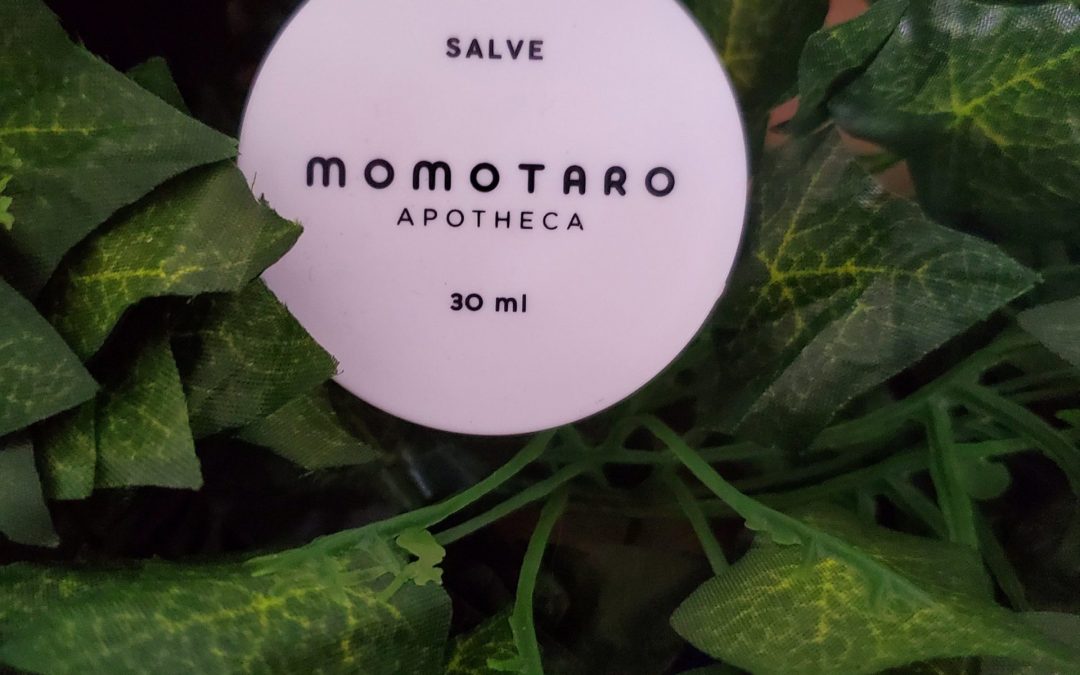 SALVE
MOMOTARO
APOTHECA
30 ml